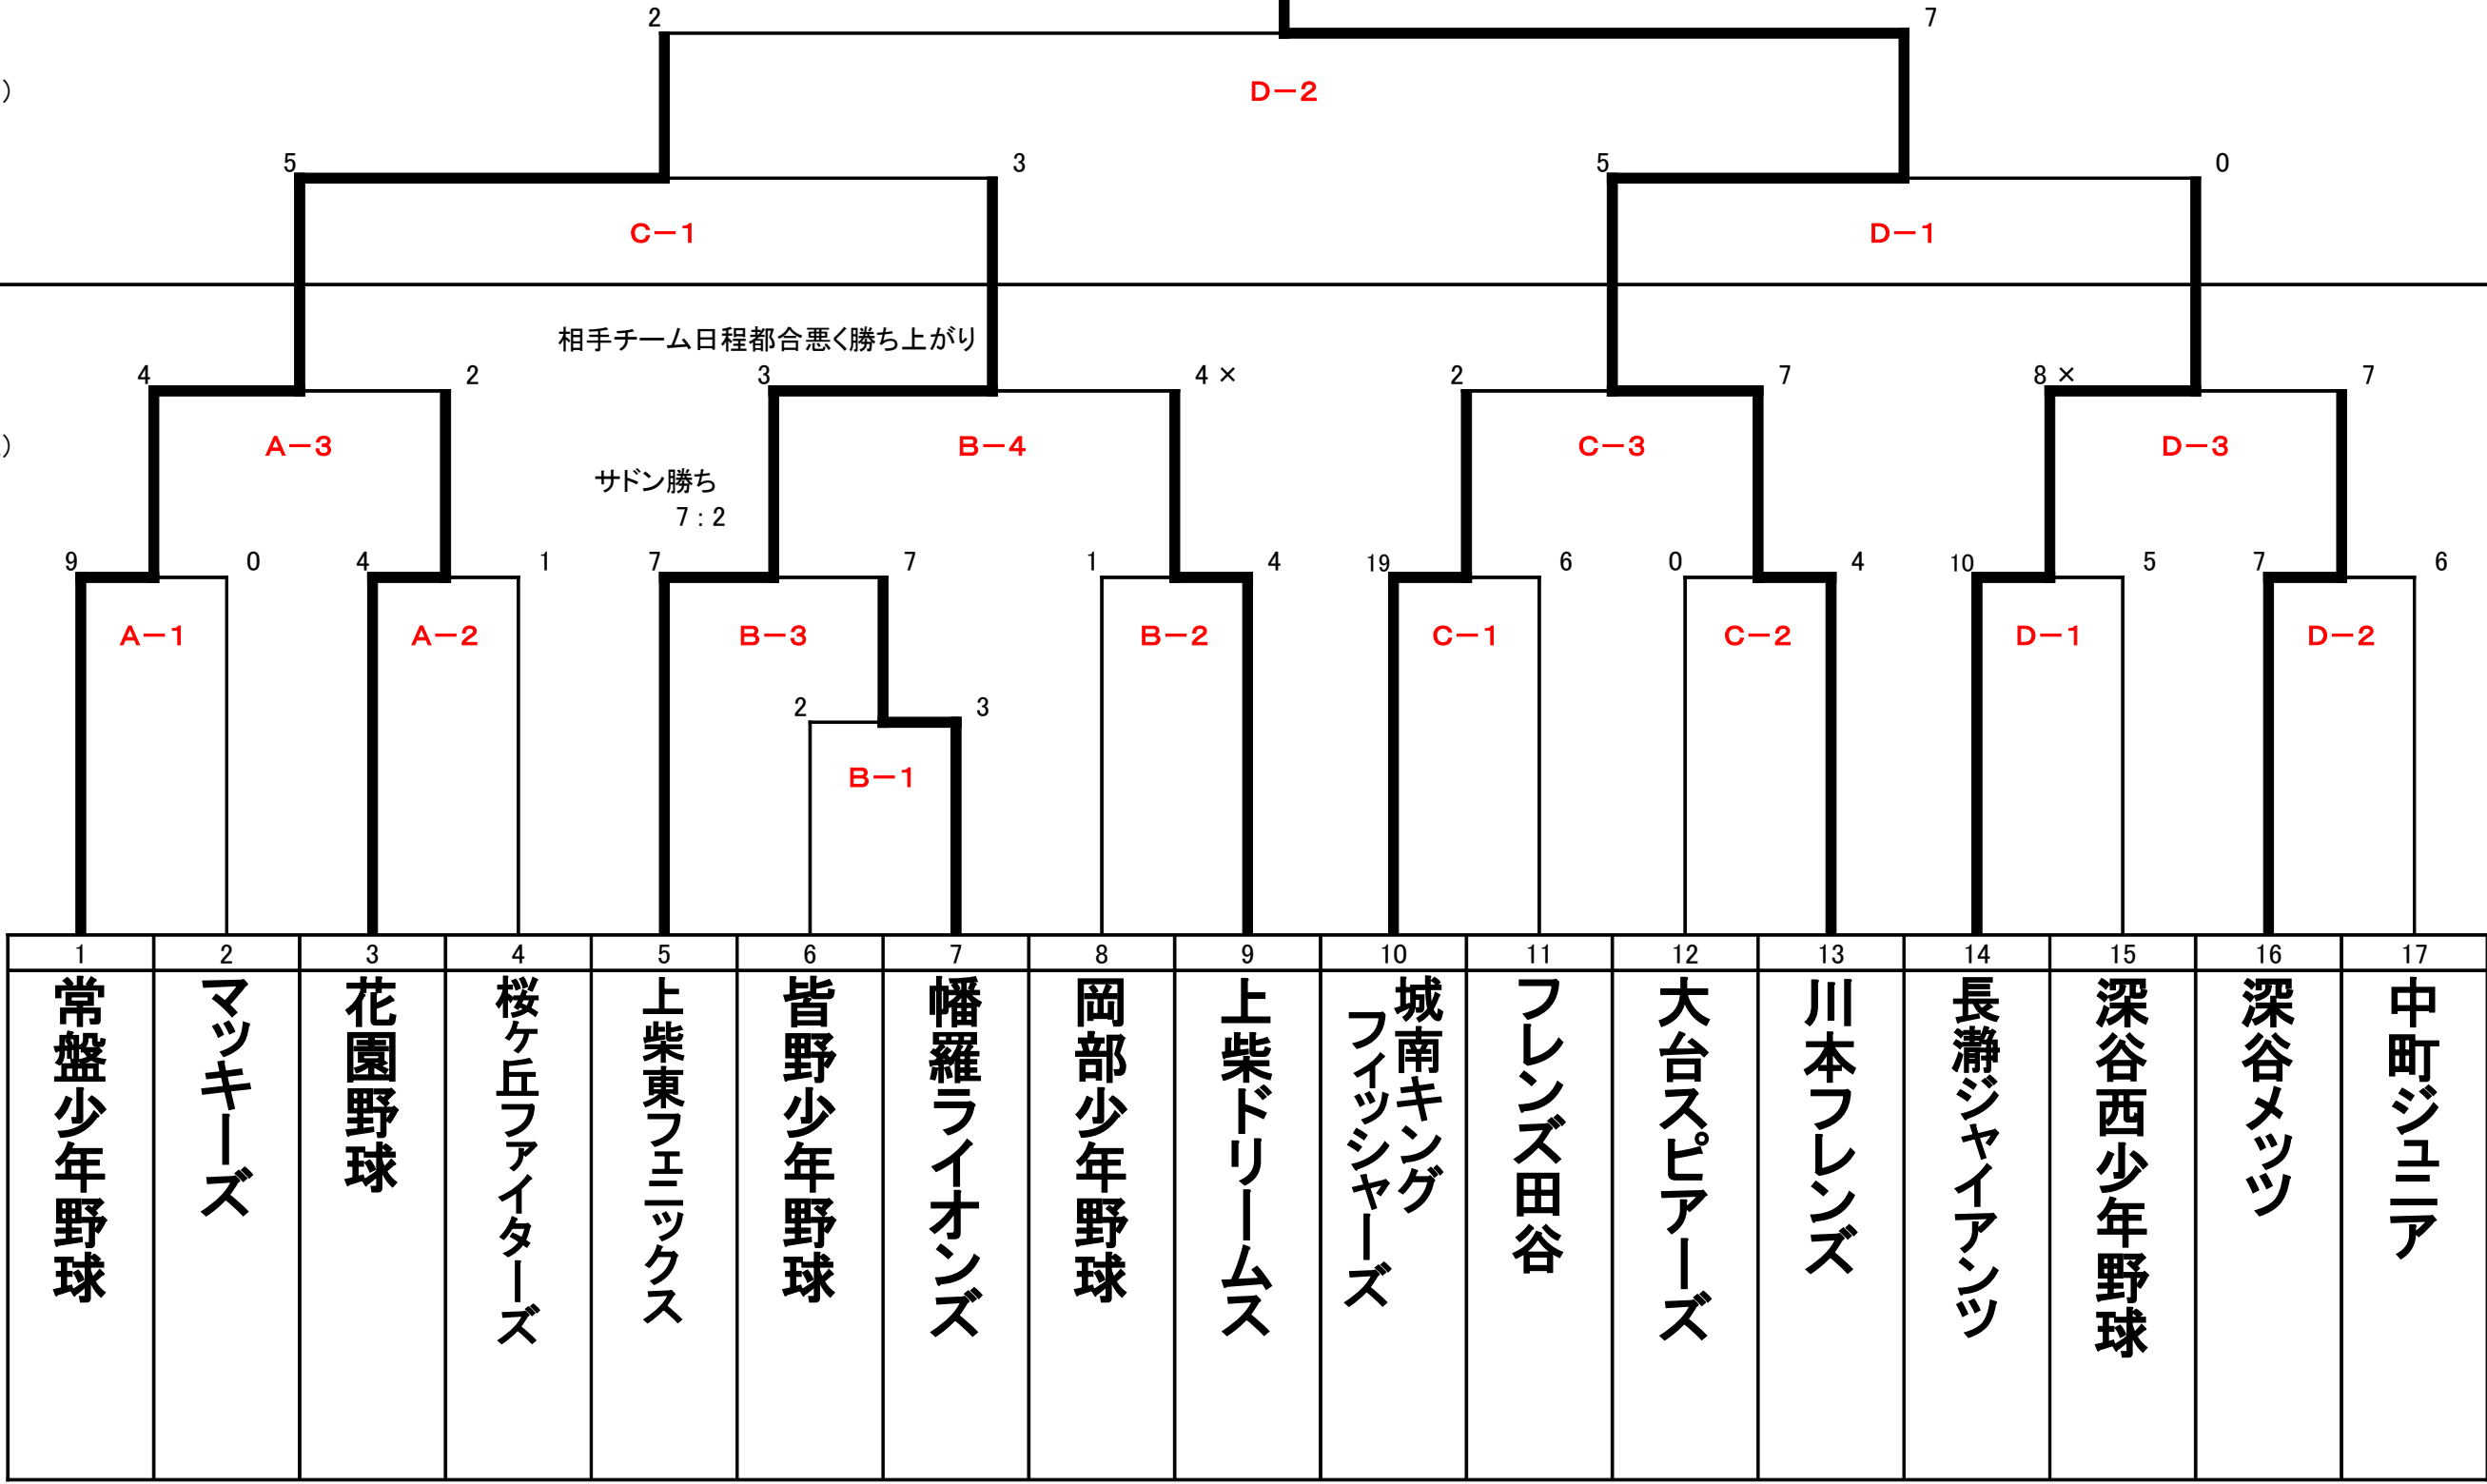 2 7
)
D－2
5 3 5 0
C－1 D－1
相手チーム日程都合悪く勝ち上がり
4 2 3 4 × 2 7 8 × 7
)
A－3 B－4 C－3 D－3
サドン勝ち
7：2
9 0 4 1 7 7 1 4 19 6 0 4 10 5 7 6
A－1 A－2 B－3 B－2 C－1 C－2 D－1 D－2
2 3
B－1
1 2 3 4 5 6 7 8 9 10 11 12 13 14 15 16 17
常盤少年野球
マッキーズ
花園野球
桜ヶ丘ファイターズ
上柴東フェニックス
皆野少年野球
幡羅ライオンズ
岡部少年野球
上柴ドリームス
城南キング
フィッシャーズ
フレンズ田谷
大台スピアーズ
川本フレンズ
長瀞ジャイアンツ
深谷西少年野球
深谷メッツ
中町ジュニア